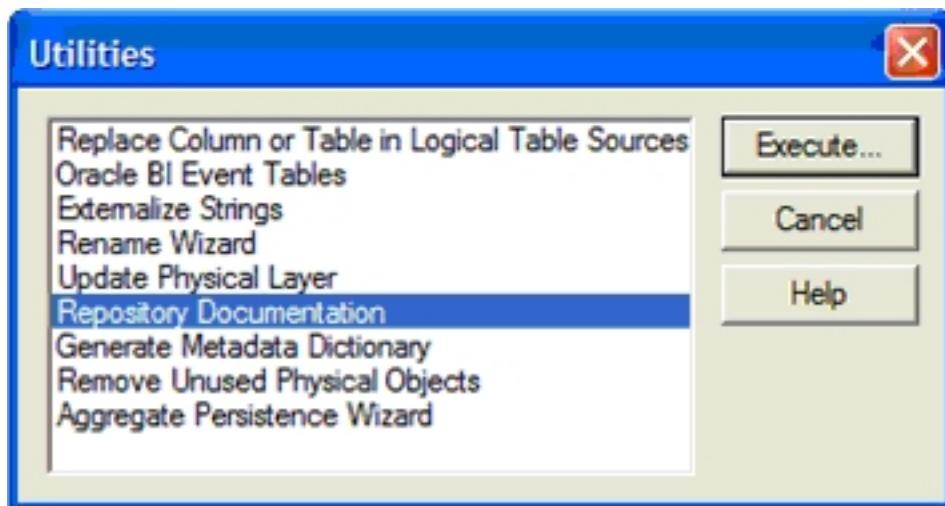 Utilities
Replace Column or Table in Logical Table Sources
Oracle BI Event Tables
Externalize Strings
Rename Wizard
Update Physical Layer
Repository Documentation
Generate Metadata Dictionary
Remove Unused Physical Objects
Aggregate Persistence Wizard
Execute...
Cancel
Help